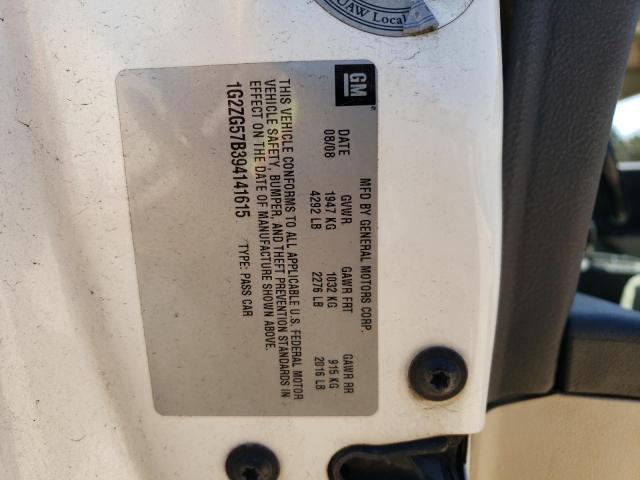 UAW Local
GM
MFD BY GENERAL MOTORS CORP.
DATE GVWR GAWR FRT GAWR RR
08/08 1947 KG 1032 KG 915 KG
4292 LB 2276 LB 2016 LB
THIS VEHICLE CONFORMS TO ALL APPLICABLE U.S. FEDERAL MOTOR
VEHICLE SAFETY, BUMPER, AND THEFT PREVENTION STANDARDS IN
EFFECT ON THE DATE OF MANUFACTURE SHOWN ABOVE.
1G2ZG57B394141615 TYPE: PASS CAR